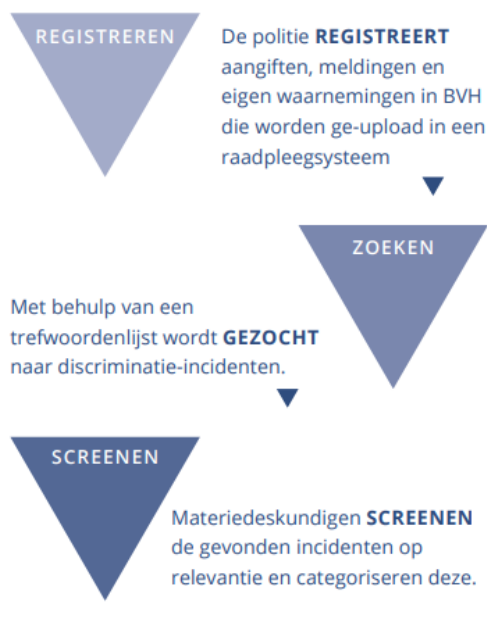 REGISTREREN
De politie REGISTREERT
aangiften, meldingen en
eigen waarnemingen in BVH
die worden ge-upload in een
raadpleegsysteem
ZOEKEN
Met behulp van een
trefwoordenlijst wordt GEZOCHT
naar discriminatie-incidenten.
SCREENEN
Materiedeskundigen SCREENEN
de gevonden incidenten op
relevantie en categoriseren deze.